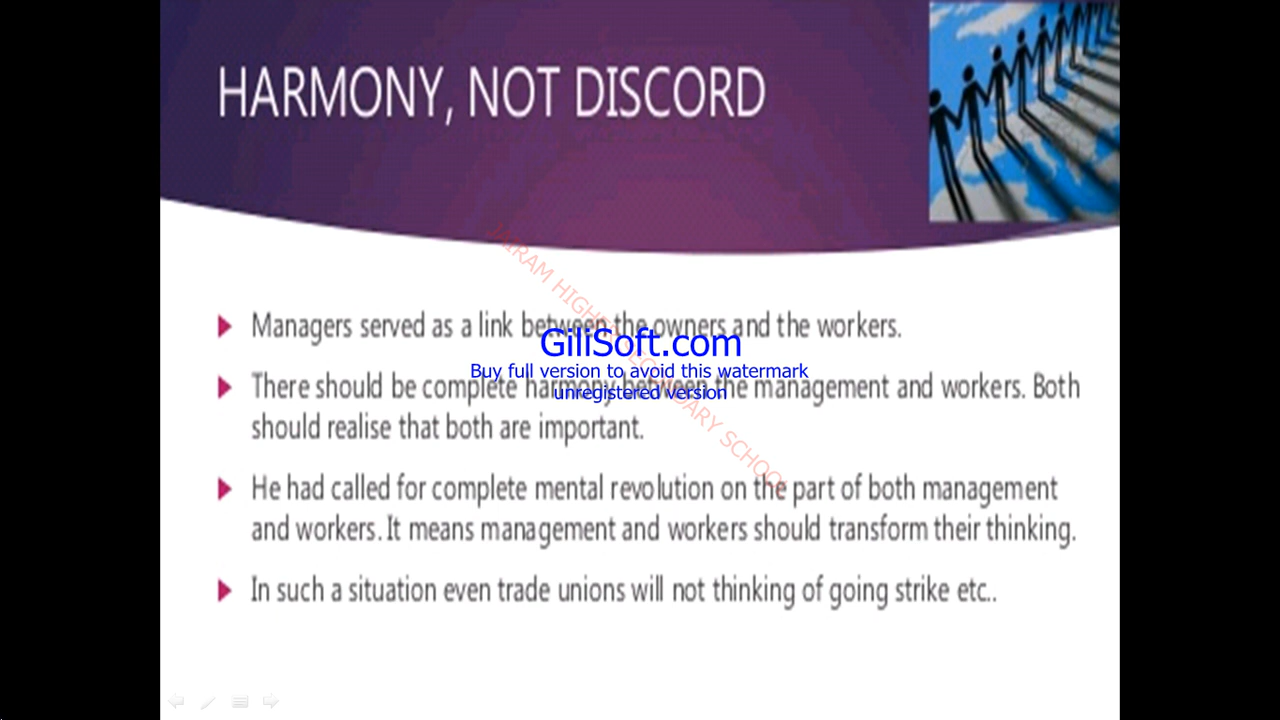 HARMONY, NOT DISCORD
JAIRAM HIGHER SECONDARY SCHOOL
Managers served as a link between the owners and the workers.
GiliSoft.com
Buy full version to avoid this watermark
unregistered version
There should be complete harmony between the management and workers. Both
should realise that both are important.
He had called for complete mental revolution on the part of both management
and workers. It means management and workers should transform their thinking.
In such a situation even trade unions will not thinking of going strike etc..